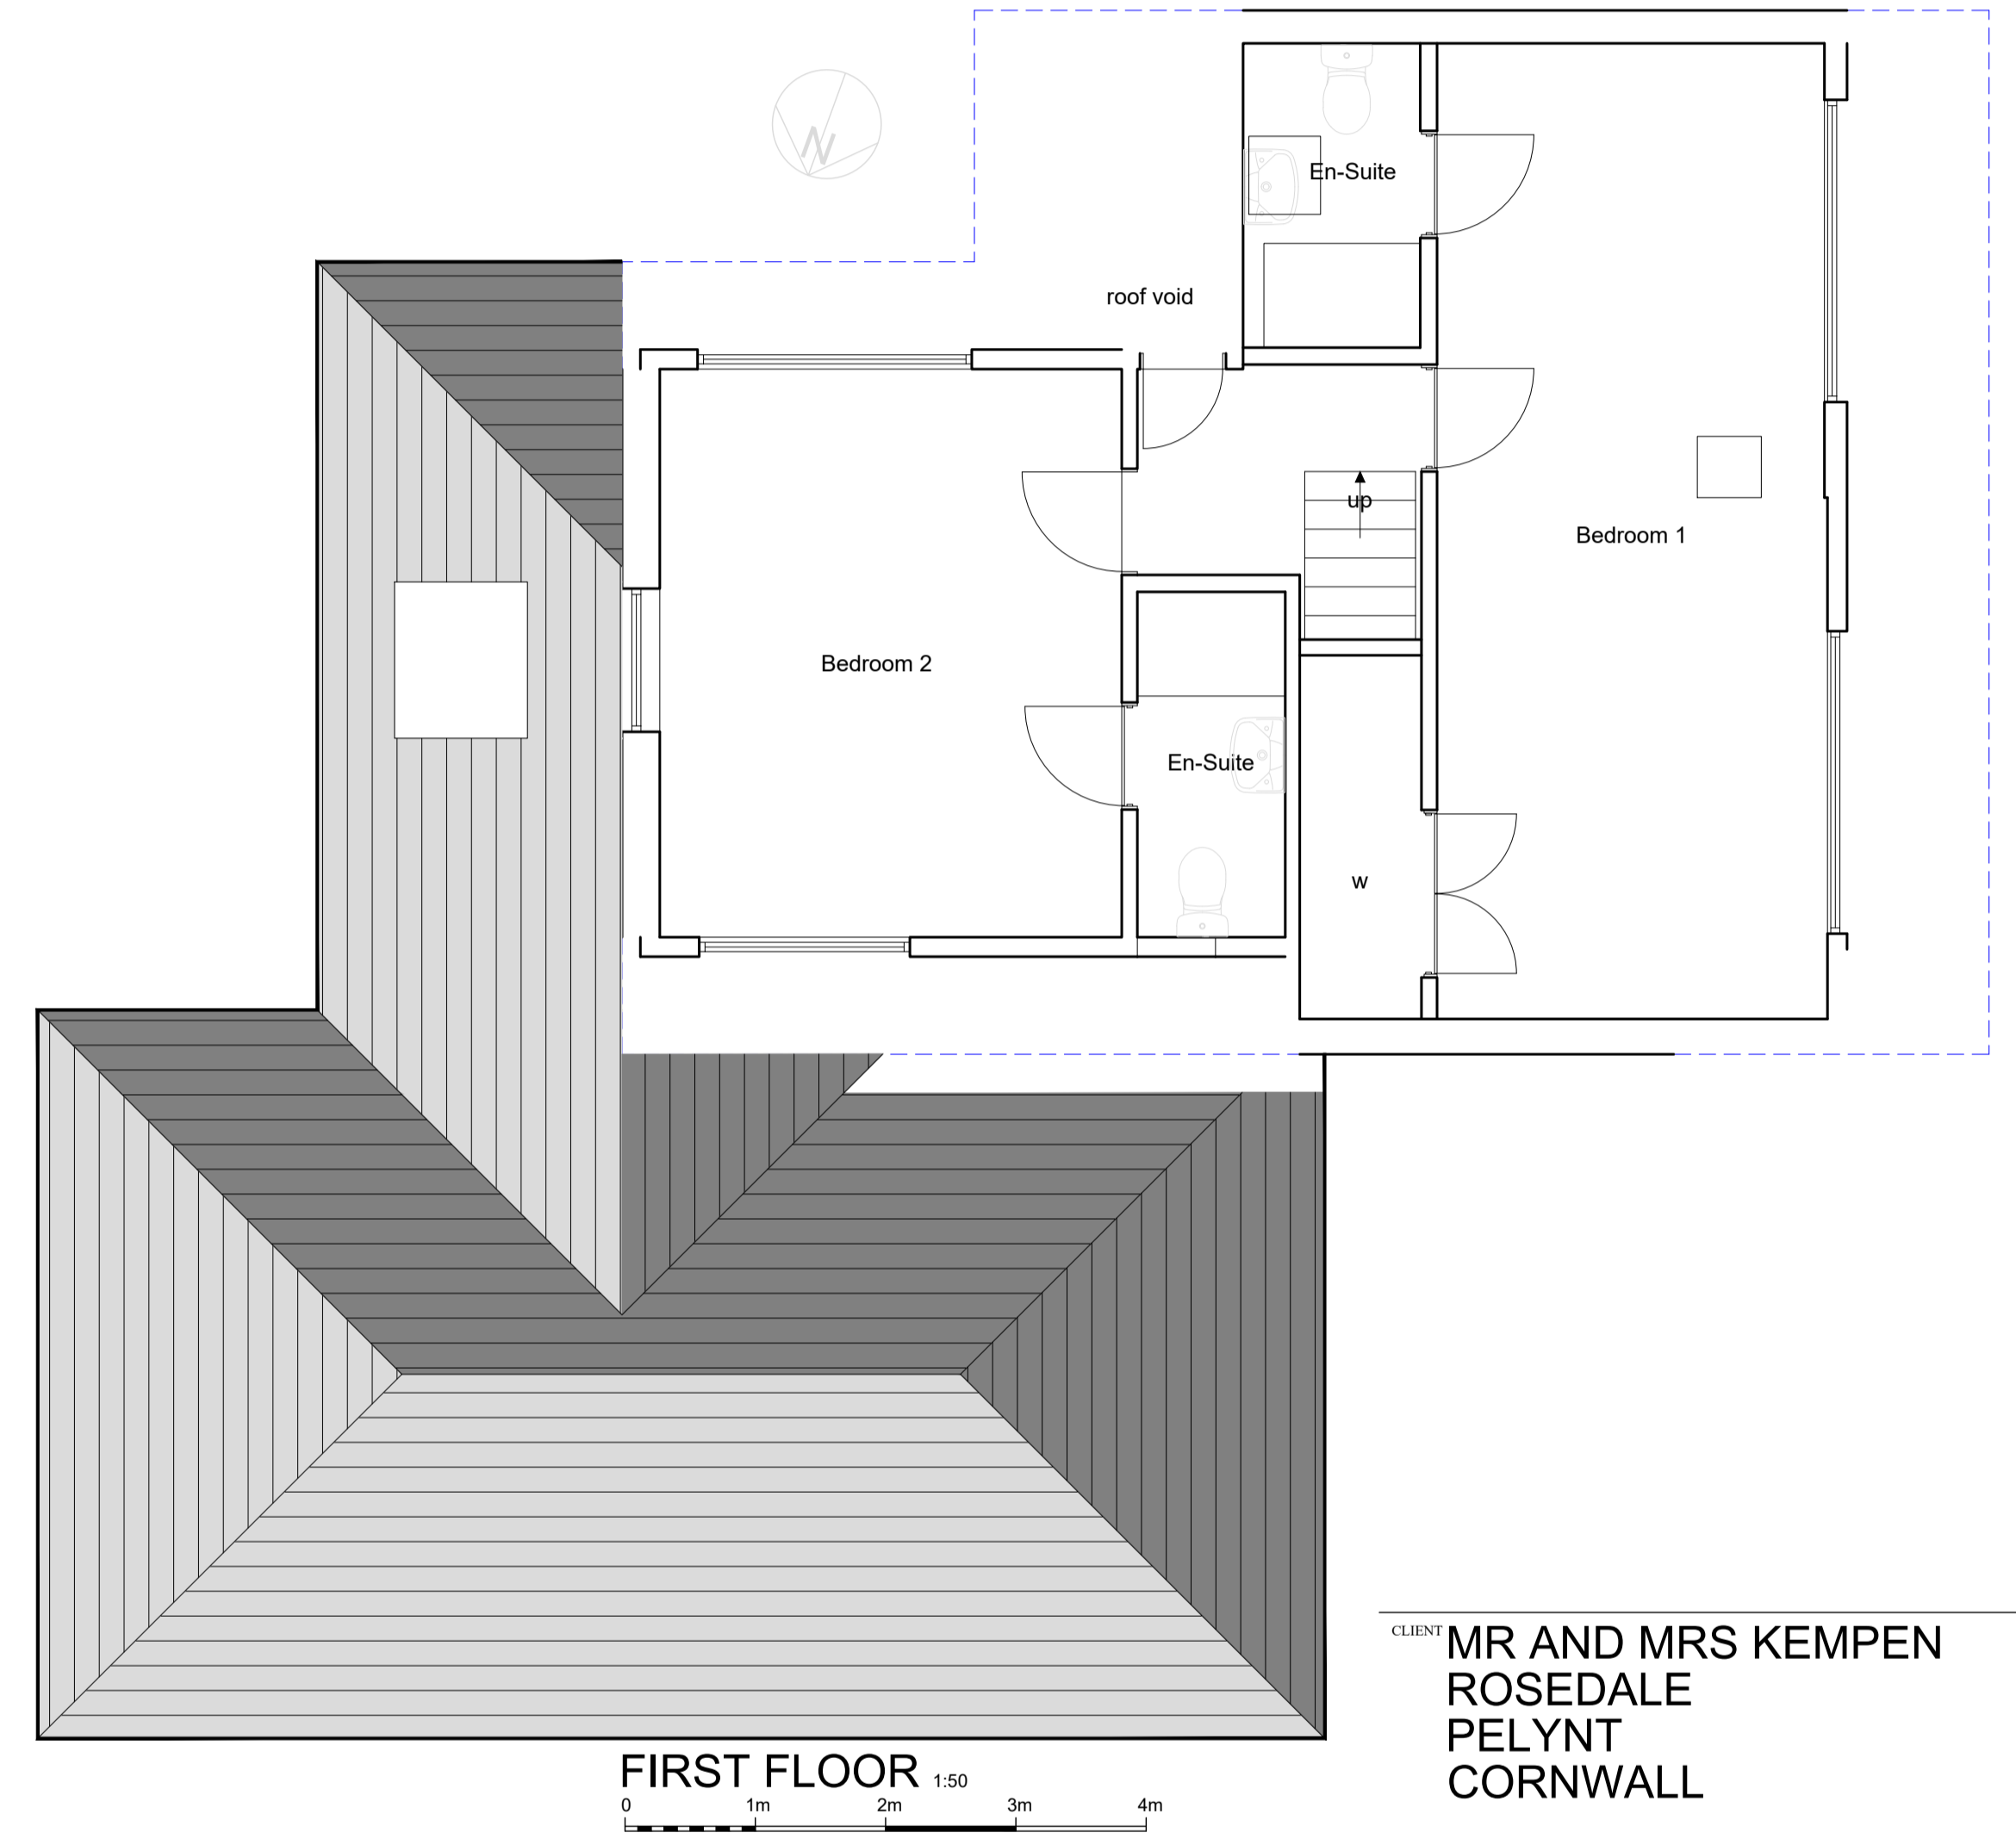 N
En-Suite
roof void
up
Bedroom 1
Bedroom 2
En-Suite
w
CLIENT MR AND MRS KEMPEN
ROSEDALE
PELYNT
CORNWALL
FIRST FLOOR 1:50
0 1m 2m 3m 4m